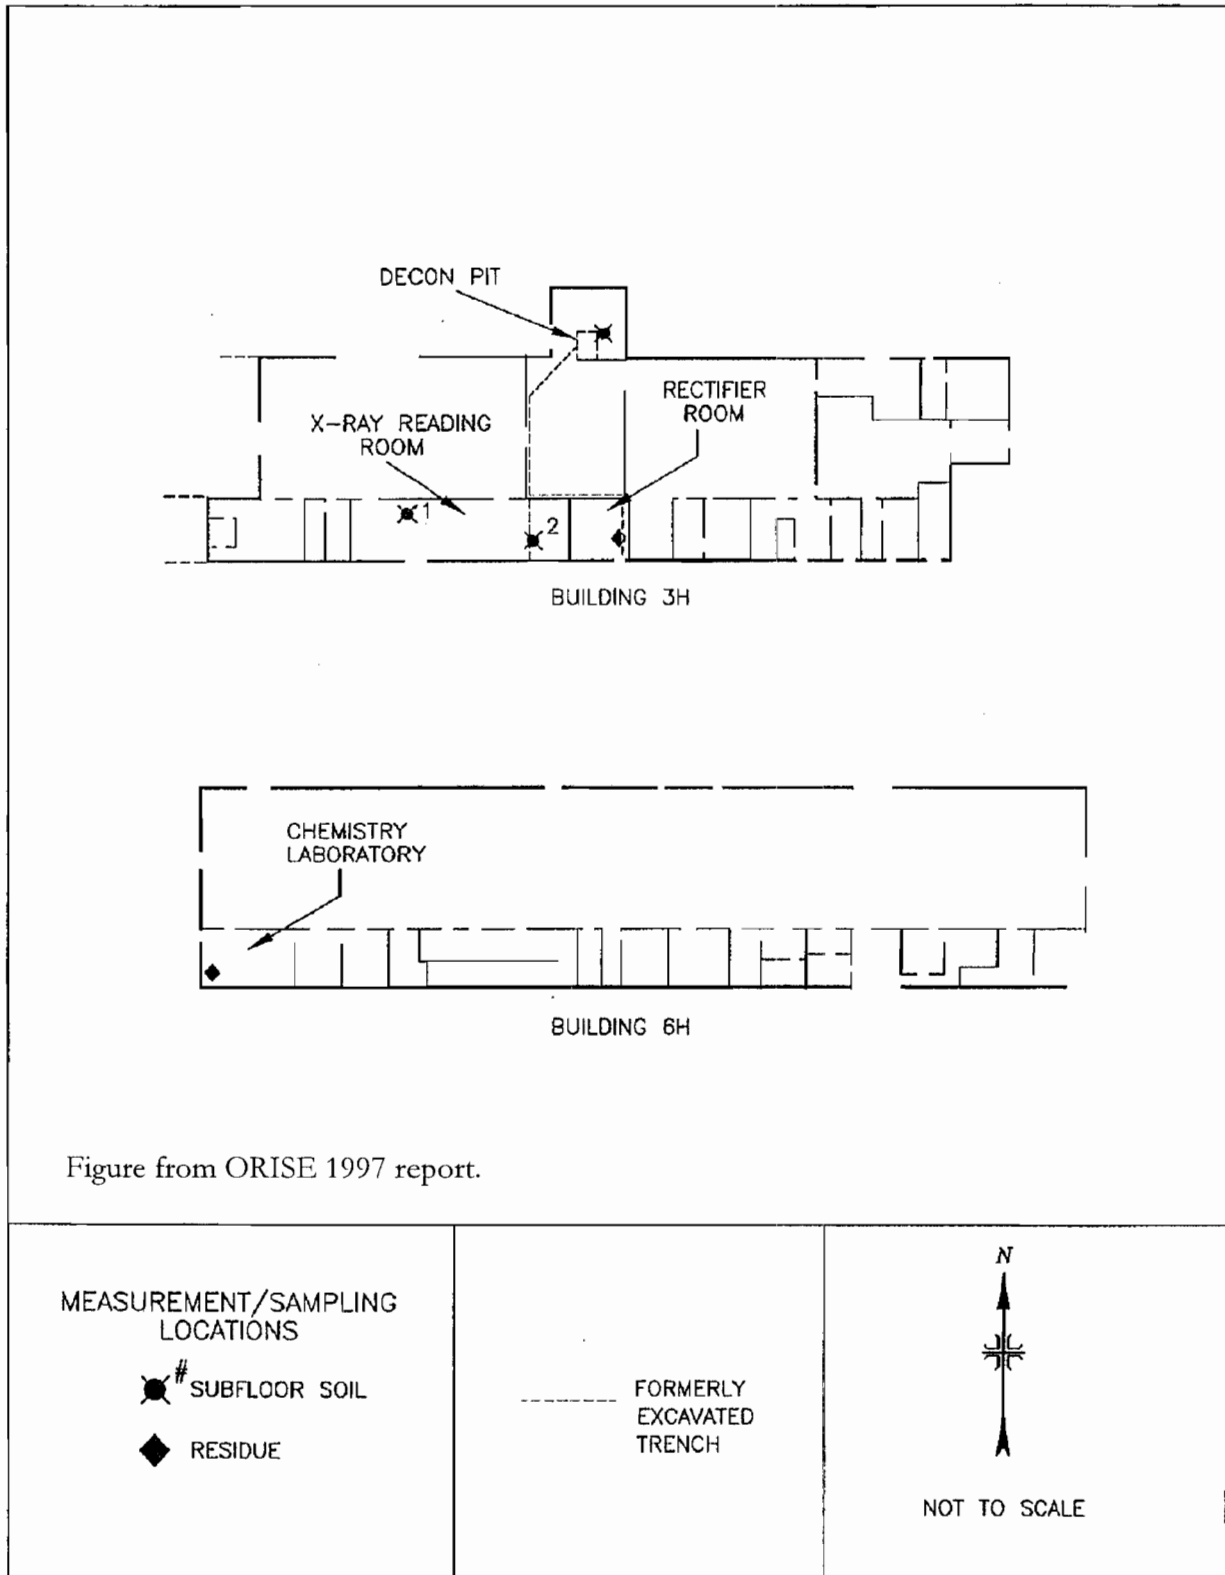 DECON PIT
RECTIFIER
ROOM
X-RAY READING
ROOM
1
2
BUILDING 3H
CHEMISTRY
LABORATORY
BUILDING 6H
Figure from ORISE 1997 report.
MEASUREMENT/SAMPLING
LOCATIONS
# SUBFLOOR SOIL
RESIDUE
FORMERLY
EXCAVATED
TRENCH
N
NOT TO SCALE